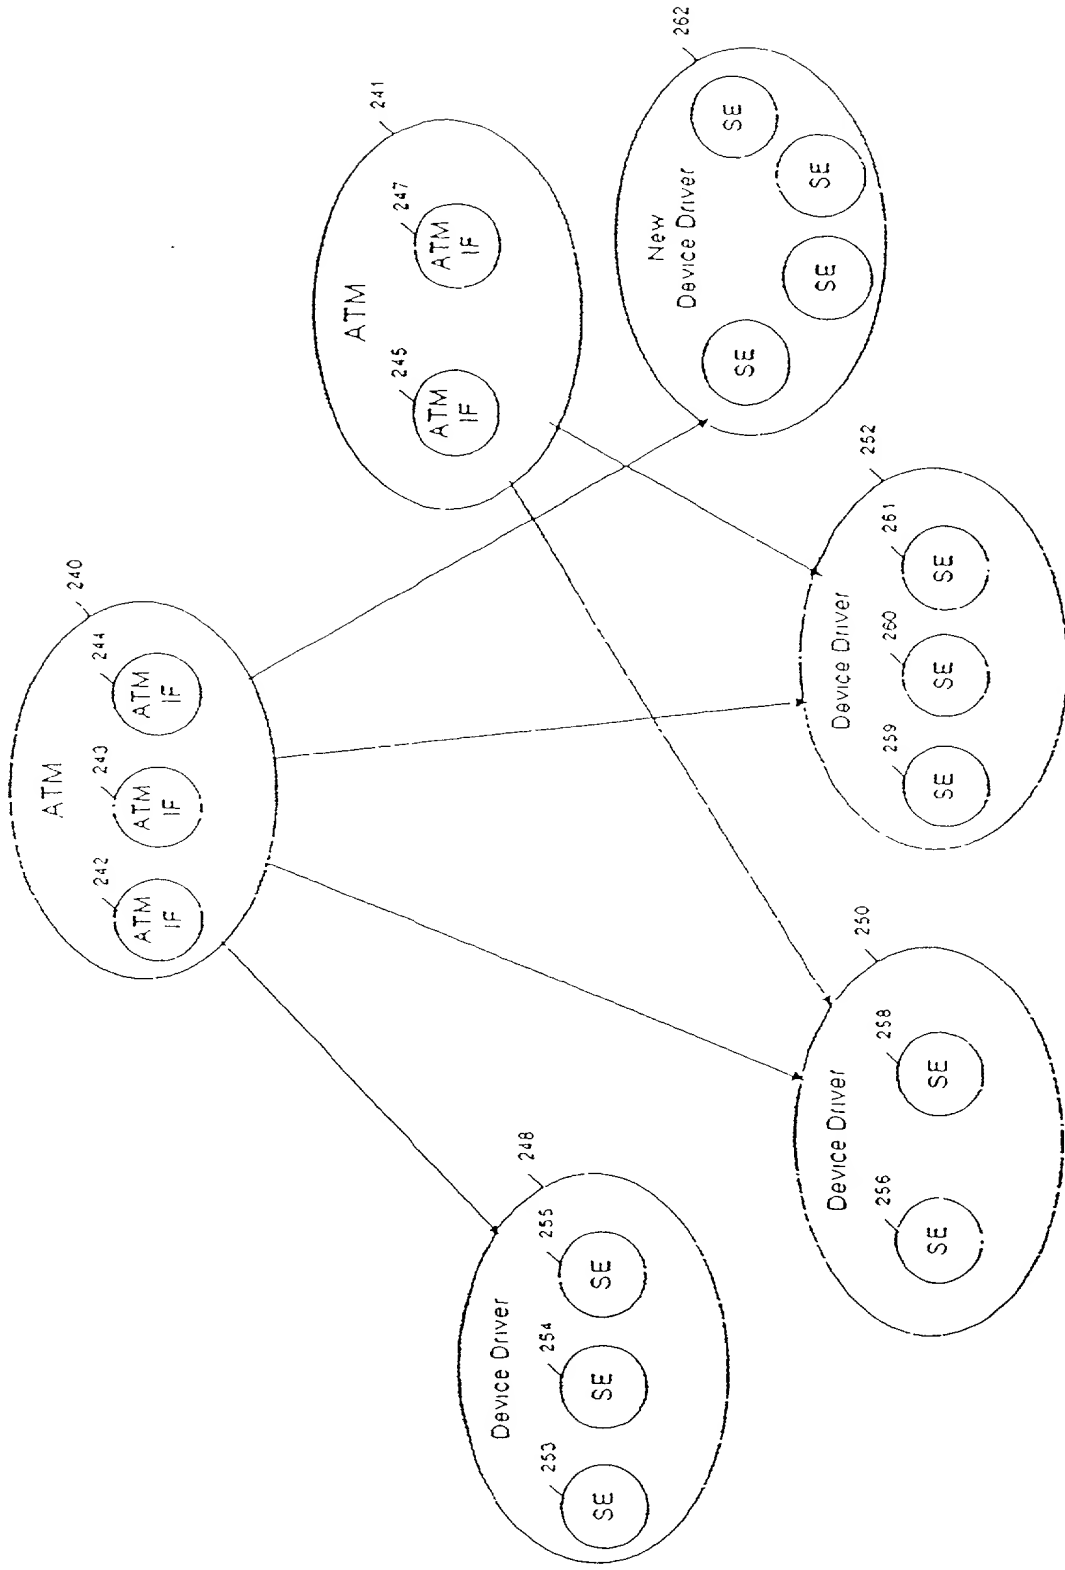 240
ATM
242
ATM
IF
243
ATM
IF
244
ATM
IF
241
ATM
245
ATM
IF
247
ATM
IF
248
Device Driver
253
SE
254
SE
255
SE
250
Device Driver
256
SE
258
SE
252
Device Driver
259
SE
260
SE
261
SE
262
New
Device Driver
SE
SE
SE
SE